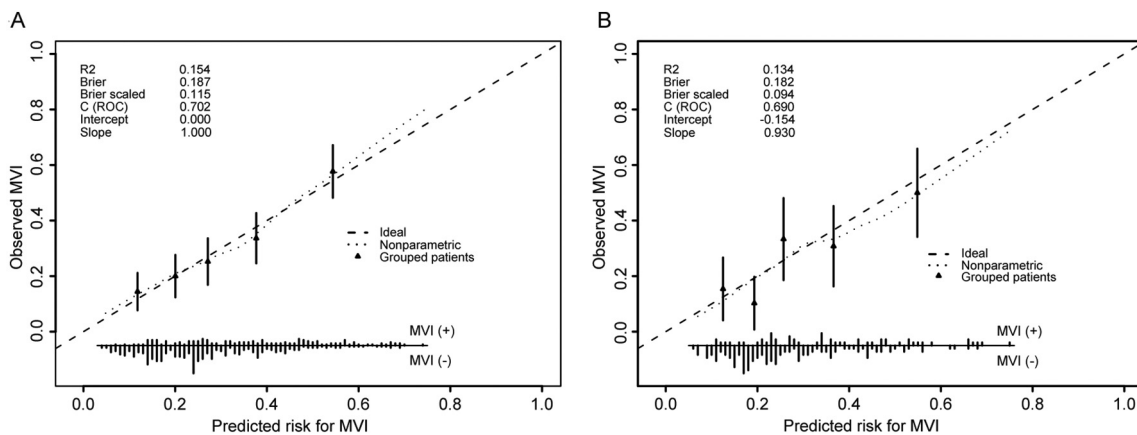 A
R2 0.154
Brier 0.187
Brier scaled 0.115
C (ROC) 0.702
Intercept 0.000
Slope 1.000
Ideal
Nonparametric
Grouped patients
MVI (+)
MVI (-)
Observed MVI
0.0 0.2 0.4 0.6 0.8 1.0
0.0 0.2 0.4 0.6 0.8 1.0
Predicted risk for MVI
B
R2 0.134
Brier 0.182
Brier scaled 0.094
C (ROC) 0.690
Intercept -0.154
Slope 0.930
Ideal
Nonparametric
Grouped patients
MVI (+)
MVI (-)
Observed MVI
0.0 0.2 0.4 0.6 0.8 1.0
0.0 0.2 0.4 0.6 0.8 1.0
Predicted risk for MVI